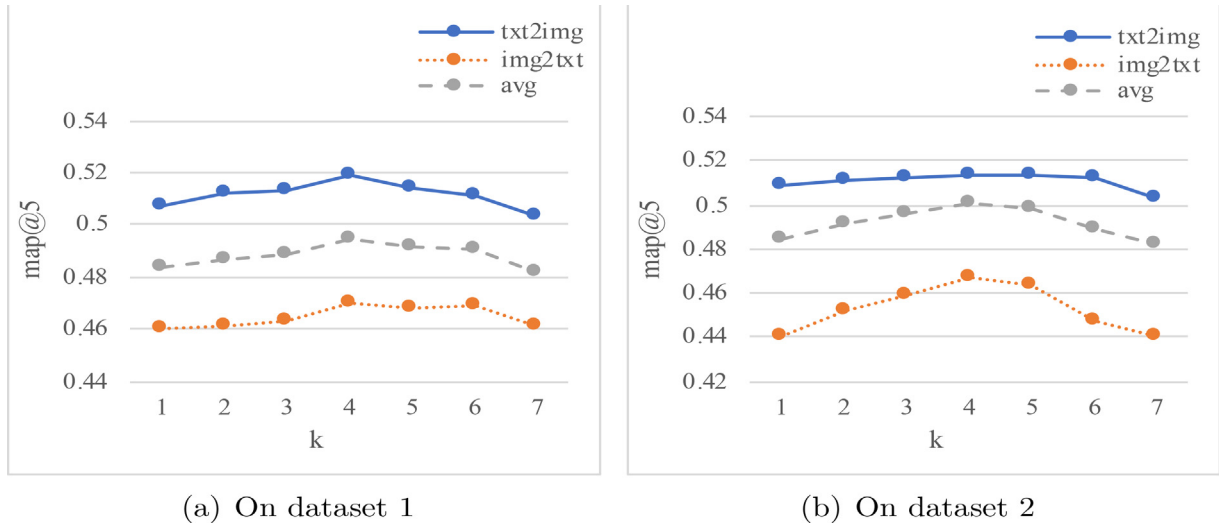 txt2img
img2txt
avg
0.54
0.52
0.5
0.48
0.46
0.44
map@5
1 2 3 4 5 6 7
k
(a) On dataset 1
txt2img
img2txt
avg
0.54
0.52
0.5
0.48
0.46
0.44
0.42
map@5
1 2 3 4 5 6 7
k
(b) On dataset 2